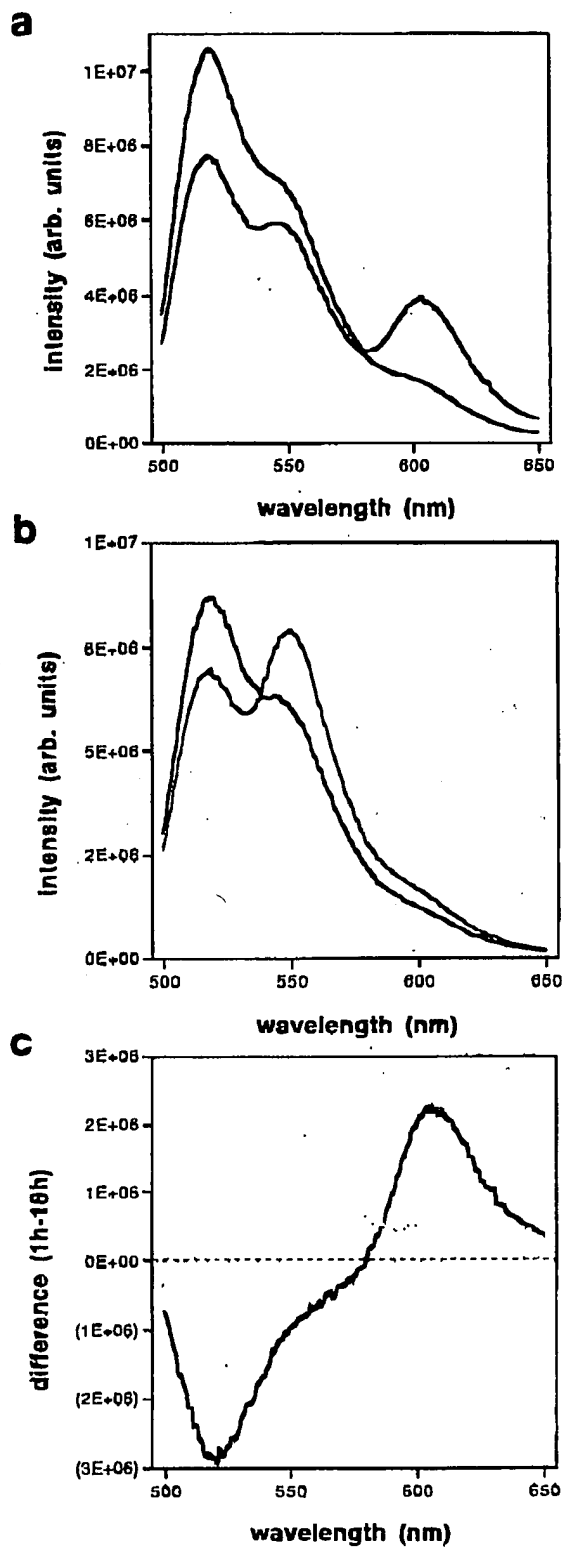 a
1E+07
8E+06
6E+06
4E+06
2E+06
0E+00
intensity (arb. units)
500 550 600 650
wavelength (nm)
b
1E+07
6E+06
5E+06
2E+06
0E+00
intensity (arb. units)
500 550 600 650
wavelength (nm)
c
3E+06
2E+06
1E+06
0E+00
(1E+06)
(2E+06)
(3E+06)
difference (1h-18h)
500 550 600 650
wavelength (nm)